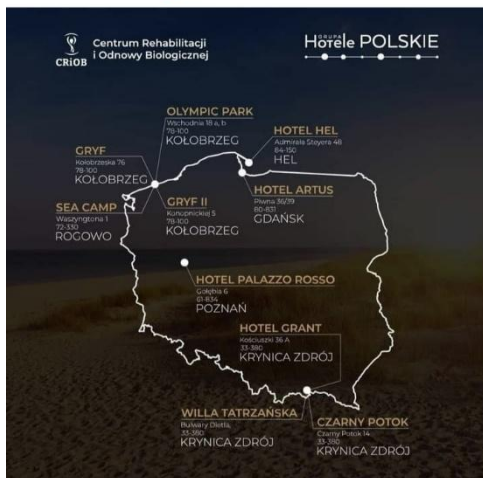 CRiOB
Centrum Rehabilitacji
i Odnowy Biologicznej
GRUPA
HOTELE POLSKIE
OLYMPIC PARK
Wschodnia 18 a, b
78-100
KOŁOBRZEG
HOTEL HEL
Admirała Steyera 48
84-150
HEL
GRYF
Kołobrzeska 76
78-100
KOŁOBRZEG
HOTEL ARTUS
Piwna 36/39
80-831
GDAŃSK
SEA CAMP
Waszyngtona 1
72-330
ROGOWO
GRYF II
Konopnickiej 5
78-100
KOŁOBRZEG
HOTEL PALAZZO ROSSO
Gołębia 6
61-834
POZNAŃ
HOTEL GRANT
Kościuszki 36 A
33-380
KRYNICA ZDRÓJ
WILLA TATRZAŃSKA
Bulwary Dietla,
33-380
KRYNICA ZDRÓJ
CZARNY POTOK
Czarny Potok 14
33-380
KRYNICA ZDRÓJ